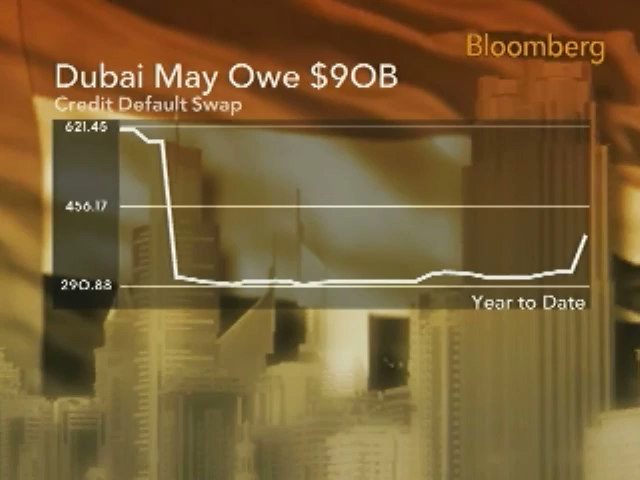 Bloomberg
Dubai May Owe $90B
Credit Default Swap
621.45
456.17
290.88
Year to Date